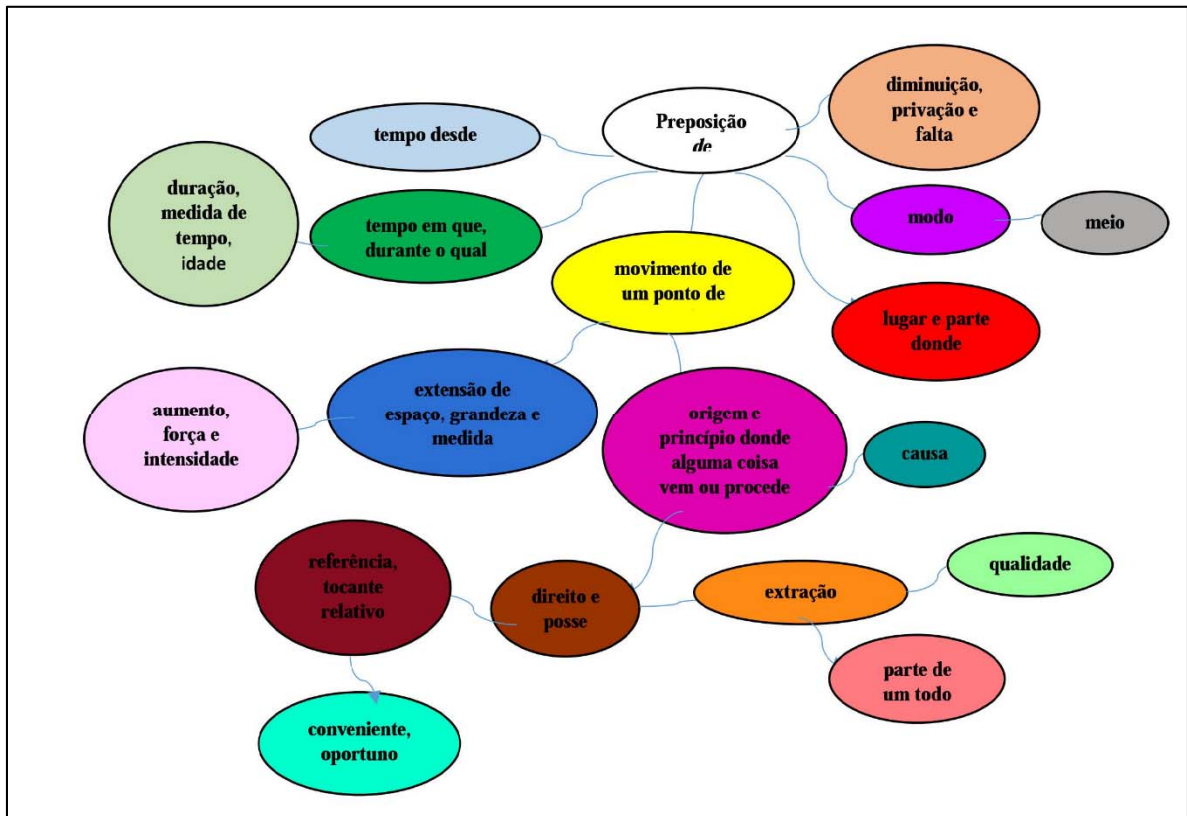 Preposição
de
diminuição,
privação e
falta
tempo desde
duração,
medida de
tempo,
idade
tempo em que,
durante o qual
modo
meio
movimento de
um ponto de
lugar e parte
donde
extensão de
espaço, grandeza e
medida
aumento,
força e
intensidade
origem e
princípio donde
alguma coisa
vem ou procede
causa
referência,
tocante
relativo
direito e
posse
extração
qualidade
parte de
um todo
conveniente,
oportuno